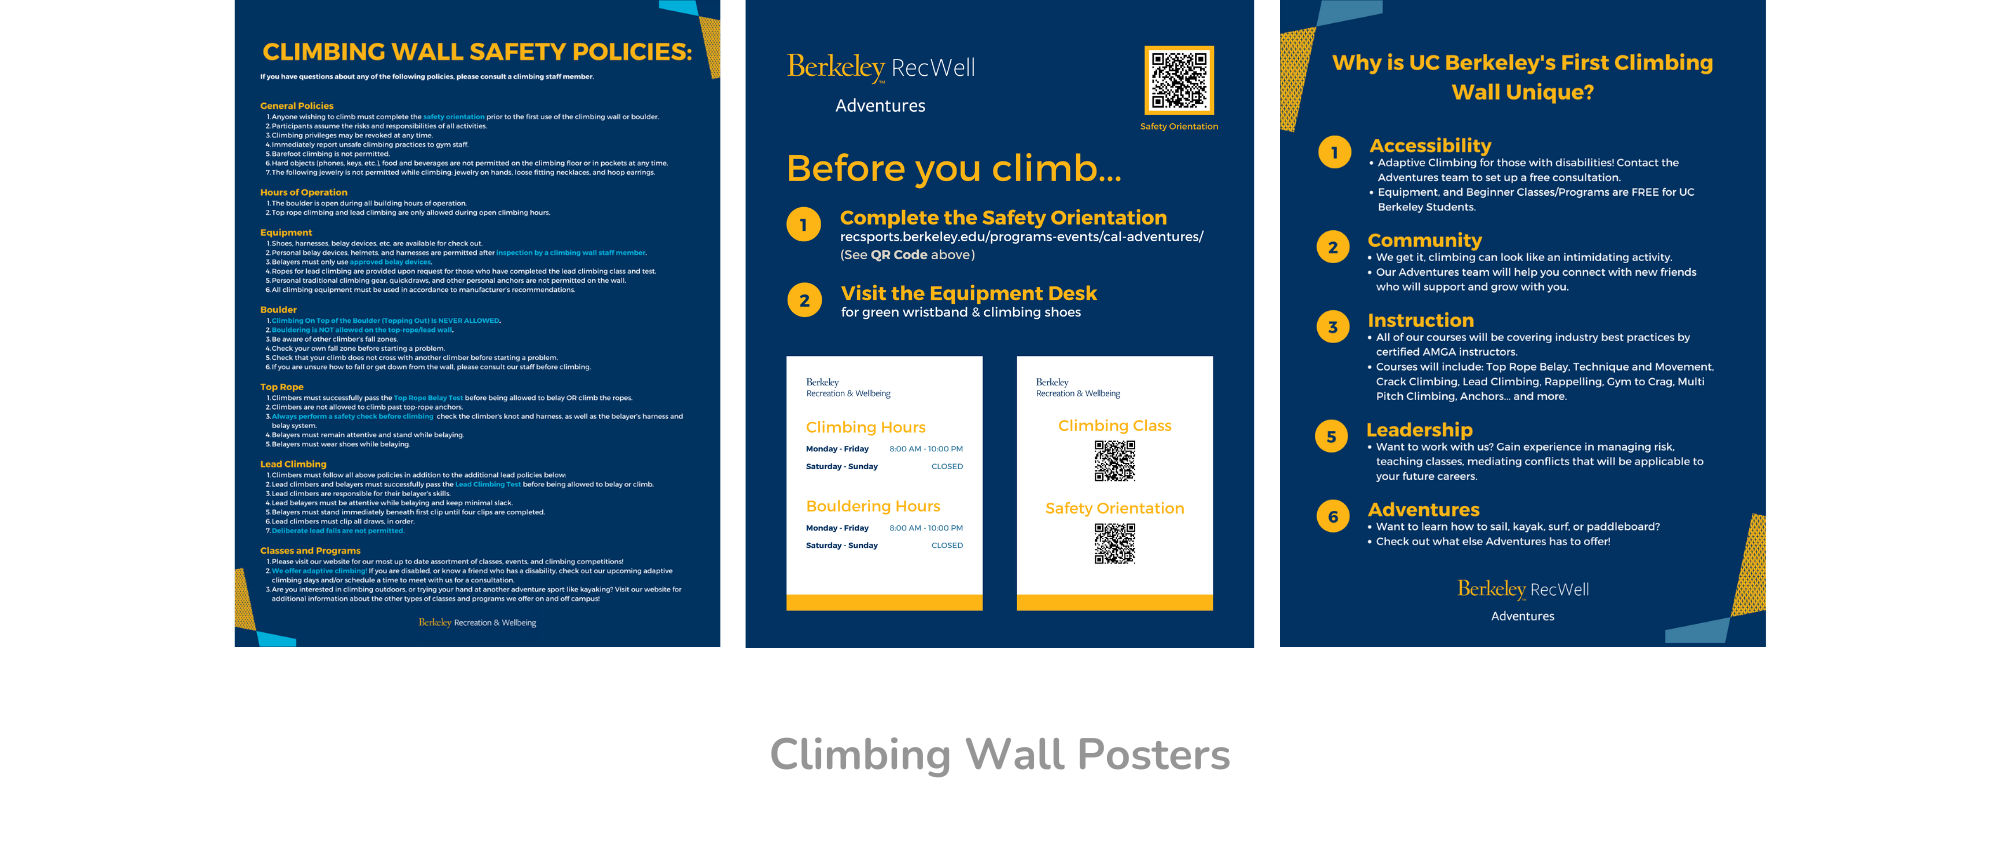 CLIMBING WALL SAFETY POLICIES:
If you have questions about any of the following policies, please consult a climbing staff member.
General Policies
1. Anyone wishing to climb must complete the safety orientation prior to the first use of the climbing wall or boulder.
2. Participants assume the risks and responsibilities of all activities.
3. Climbing privileges may be revoked at any time.
4. Immediately report unsafe climbing practices to gym staff.
5. Barefoot climbing is not permitted.
6. Hard objects (phones, keys, etc.), food and beverages are not permitted on the climbing floor or in pockets at any time.
7. The following jewelry is not permitted while climbing: jewelry on hands, loose fitting necklaces, and hoop earrings.
Hours of Operation
1. The boulder is open during all building hours of operation.
2. Top rope climbing and lead climbing are only allowed during open climbing hours.
Equipment
1. Shoes, harnesses, belay devices, etc. are available for check out.
2. Personal belay devices, helmets, and harnesses are permitted after inspection by a climbing wall staff member.
3. Belayers must only use approved belay devices.
4. Ropes for lead climbing are provided upon request for those who have completed the lead climbing class and test.
5. Personal traditional climbing gear, quickdraws, and other personal anchors are not permitted on the wall.
6. All climbing equipment must be used in accordance to manufacturer's recommendations.
Boulder
1. Climbing On Top of the Boulder (Topping Out) Is NEVER ALLOWED.
2. Bouldering is NOT allowed on the top-rope/lead wall.
3. Be aware of other climber's fall zones.
4. Check your own fall zone before starting a problem.
5. Check that your climb does not cross with another climber before starting a problem.
6. If you are unsure how to fall or get down from the wall, please consult our staff before climbing.
Top Rope
1. Climbers must successfully pass the Top Rope Belay Test before being allowed to belay OR climb the ropes.
2. Climbers are not allowed to climb past top-rope anchors.
3. Always perform a safety check before climbing check the climber's knot and harness, as well as the belayer's harness and
belay system.
4. Belayers must remain attentive and stand while belaying.
5. Belayers must wear shoes while belaying.
Lead Climbing
1. Climbers must follow all above policies in addition to the additional lead policies below:
2. Lead climbers and belayers must successfully pass the Lead Climbing Test before being allowed to belay or climb.
3. Lead climbers are responsible for their belayer's skills.
4. Lead belayers must be attentive while belaying and keep minimal slack.
5. Belayers must stand immediately beneath first clip until four clips are completed.
6. Lead climbers must clip all draws, in order.
7. Deliberate lead falls are not permitted.
Classes and Programs
1. Please visit our website for our most up to date assortment of classes, events, and climbing competitions!
2. We offer adaptive climbing! If you are disabled, or know a friend who has a disability, check out our upcoming adaptive
climbing days and/or schedule a time to meet with us for a consultation.
3. Are you interested in climbing outdoors, or trying your hand at another adventure sport like kayaking? Visit our website for
additional information about the other types of classes and programs we offer on and off campus!
Berkeley Recreation & Wellbeing
Berkeley RecWell
Adventures
Safety Orientation
Before you climb...
1 Complete the Safety Orientation
recsports.berkeley.edu/programs-events/cal-adventures/
(See QR Code above)
2 Visit the Equipment Desk
for green wristband & climbing shoes
Berkeley
Recreation & Wellbeing
Climbing Hours
Monday - Friday 8:00 AM - 10:00 PM
Saturday - Sunday CLOSED
Bouldering Hours
Monday - Friday 8:00 AM - 10:00 PM
Saturday - Sunday CLOSED
Berkeley
Recreation & Wellbeing
Climbing Class
Safety Orientation
Why is UC Berkeley's First Climbing
Wall Unique?
1 Accessibility
• Adaptive Climbing for those with disabilities! Contact the
Adventures team to set up a free consultation.
• Equipment, and Beginner Classes/Programs are FREE for UC
Berkeley Students.
2 Community
• We get it, climbing can look like an intimidating activity.
• Our Adventures team will help you connect with new friends
who will support and grow with you.
3 Instruction
• All of our courses will be covering industry best practices by
certified AMGA instructors.
• Courses will include: Top Rope Belay, Technique and Movement,
Crack Climbing, Lead Climbing, Rappelling, Gym to Crag, Multi
Pitch Climbing, Anchors... and more.
5 Leadership
• Want to work with us? Gain experience in managing risk,
teaching classes, mediating conflicts that will be applicable to
your future careers.
6 Adventures
• Want to learn how to sail, kayak, surf, or paddleboard?
• Check out what else Adventures has to offer!
Berkeley RecWell
Adventures
Climbing Wall Posters